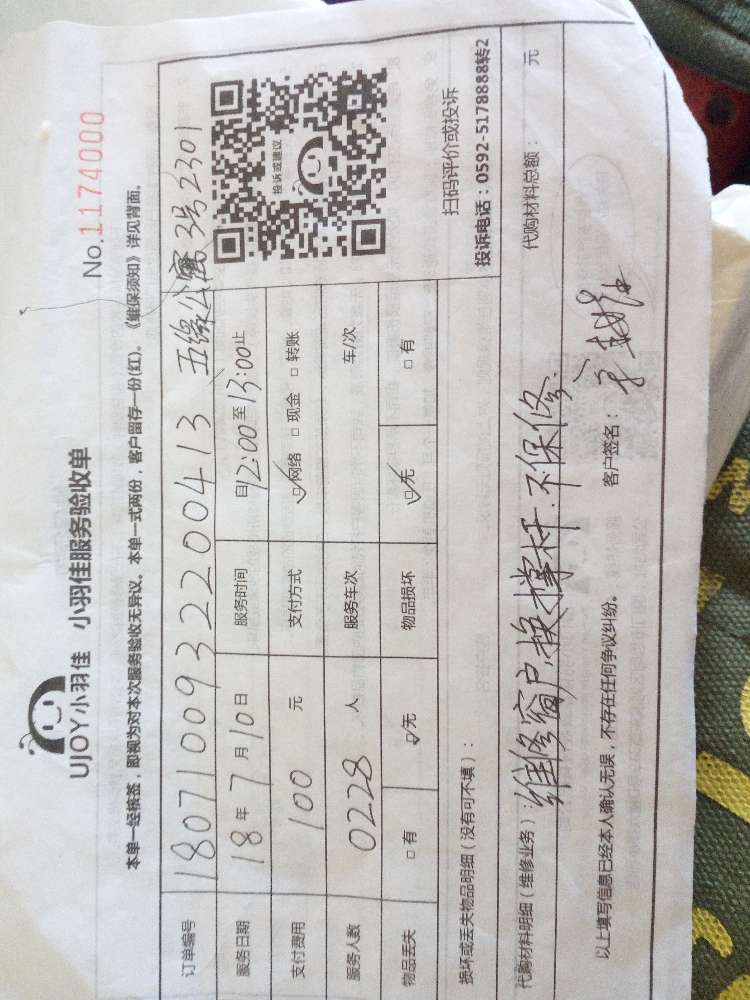 UJOY小羽佳 小羽佳服务验收单
No.1174000
本单一经核签，即视为对本次服务验收无异议。本单一式两份，客户留存一份(红)。《维保须知》详见背面。
订单编号 180710093222004​13 五缘公寓 3号2301
服务日期 18年7月10日 服务时间 自12:00至13:00止
支付费用 100 元 支付方式 ☑网络 □现金 □转账
服务人数 0228 人 服务车次 车/次
物品丢失 □有 ☑无 物品损坏 ☑无 □有
投诉或建议
扫码评价或投诉
投诉电话：0592-5178888转2
损坏或丢失物品明细（没有可不填）：
代购材料明细（维修业务）：维修窗户，换撑杆.不保修.
代购材料总额： 元
以上填写信息已经本人确认无误，不存在任何争议纠纷。 客户签名：